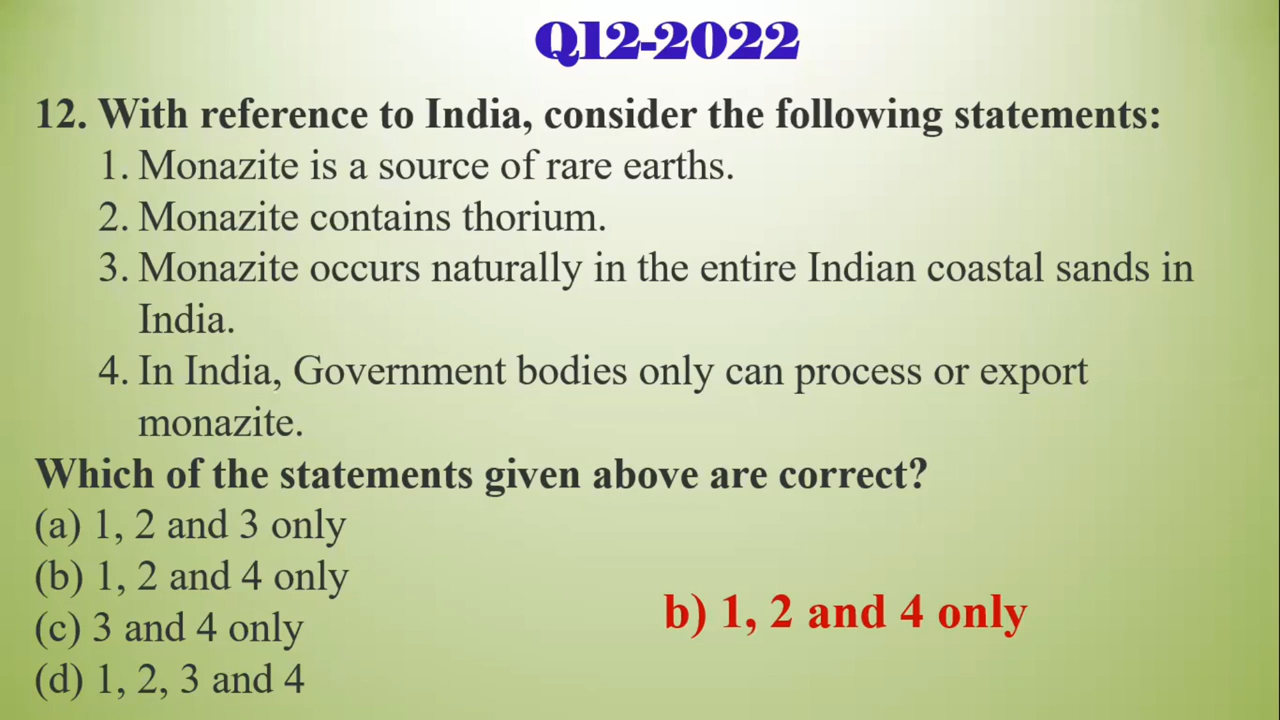 Q12-2022
12. With reference to India, consider the following statements:
1. Monazite is a source of rare earths.
2. Monazite contains thorium.
3. Monazite occurs naturally in the entire Indian coastal sands in
India.
4. In India, Government bodies only can process or export
monazite.
Which of the statements given above are correct?
(a) 1, 2 and 3 only
(b) 1, 2 and 4 only
(c) 3 and 4 only
(d) 1, 2, 3 and 4
b) 1, 2 and 4 only